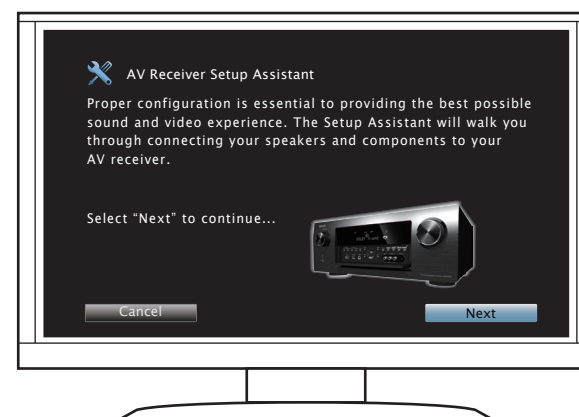 AV Receiver Setup Assistant
Proper configuration is essential to providing the best possible
sound and video experience. The Setup Assistant will walk you
through connecting your speakers and components to your
AV receiver.
Select “Next” to continue...
Cancel
Next